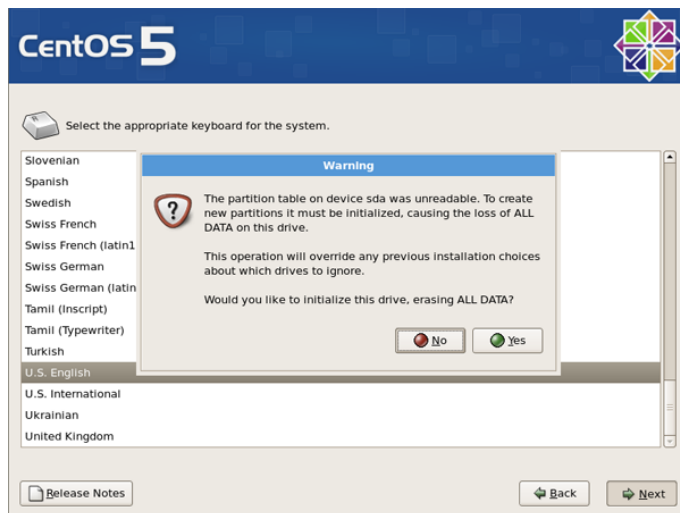 CentOS 5
Select the appropriate keyboard for the system.
Slovenian
Spanish
Swedish
Swiss French
Swiss French (latin1
Swiss German
Swiss German (latin
Tamil (Inscript)
Tamil (Typewriter)
Turkish
U.S. English
U.S. International
Ukrainian
United Kingdom
Warning
The partition table on device sda was unreadable. To create
new partitions it must be initialized, causing the loss of ALL
DATA on this drive.
This operation will override any previous installation choices
about which drives to ignore.
Would you like to initialize this drive, erasing ALL DATA?
No
Yes
Release Notes
Back
Next